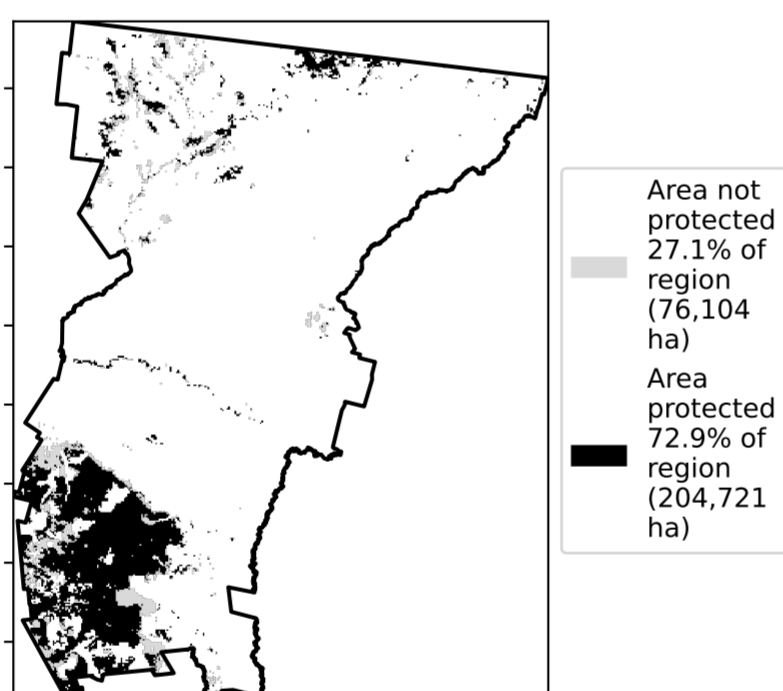 Area not
protected
27.1% of
region
(76,104
ha)
Area
protected
72.9% of
region
(204,721
ha)